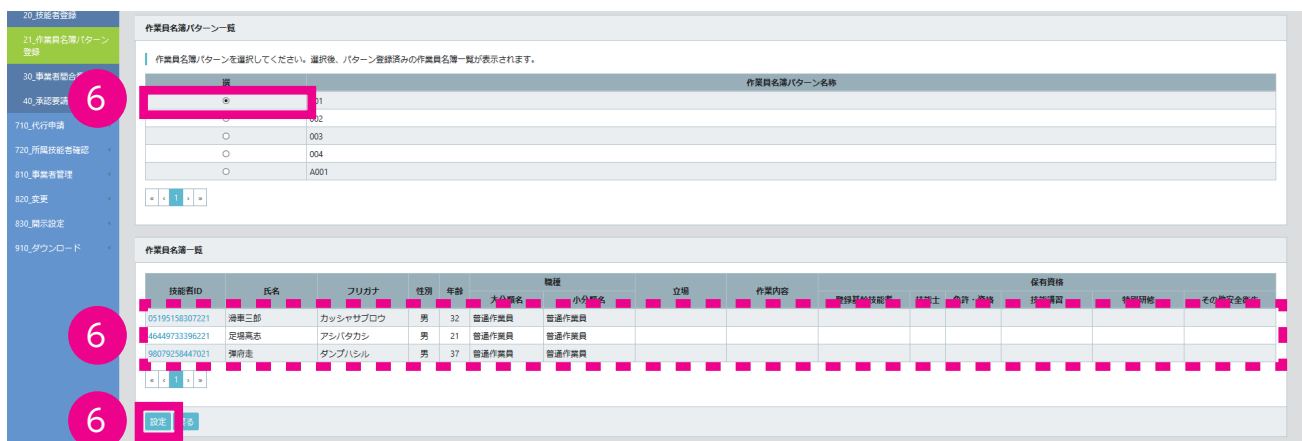 20_技能者登録
21_作業員名簿パターン
登録
30_事業者間合
40_承認要請
710_代行申請
720_所属技能者確認
810_事業者管理
820_変更
830_開示設定
910_ダウンロード
作業員名簿パターン一覧
作業員名簿パターンを選択してください。選択後、パターン登録済みの作業員名簿一覧が表示されます。
選 作業員名簿パターン名称
6
01
002
003
004
A001
« ‹ 1 › »
作業員名簿一覧
技能者ID 氏名 フリガナ 性別 年齢 職種 立場 作業内容 保有資格
大分類名 小分類名 登録基幹技能者 技能士 免許・資格 技能講習 特別研修 その他安全衛生
05195158307221 滑車三郎 カッシャサブロウ 男 32 普通作業員 普通作業員
6
46449733396221 足場高志 アシバタカシ 男 21 普通作業員 普通作業員
98079258447021 弾府走 ダンプハシル 男 37 普通作業員 普通作業員
« ‹ 1 › »
6
設定 戻る